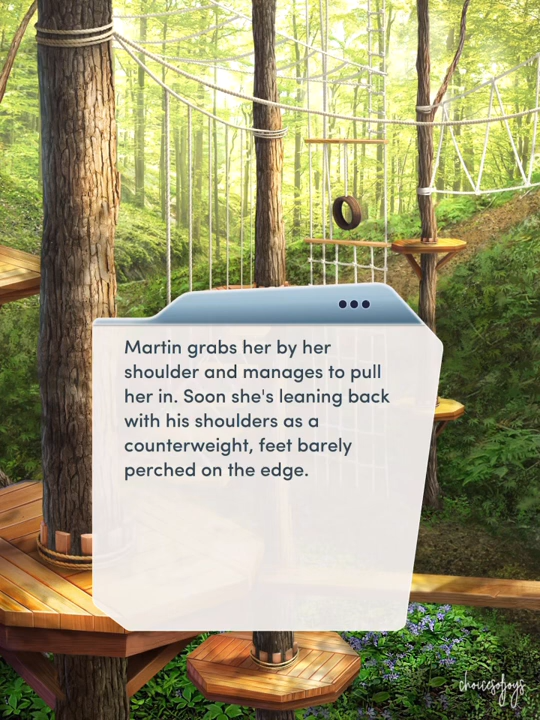 Martin grabs her by her
shoulder and manages to pull
her in. Soon she's leaning back
with his shoulders as a
counterweight, feet barely
perched on the edge.
choicesofjoys